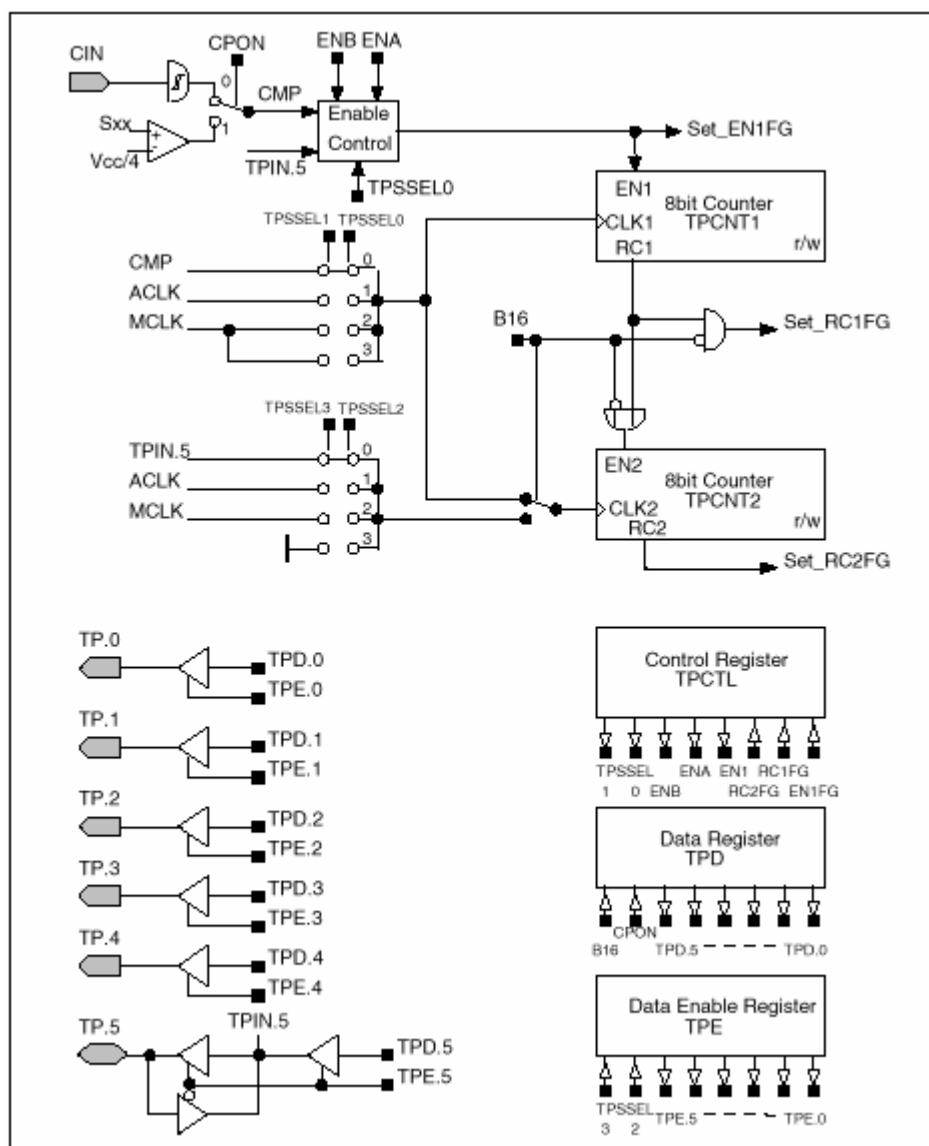 CIN
CPON
ENB ENA
0
CMP
1
Sxx
+
-
Vcc/4
TPIN.5
Enable
Control
TPSSEL0
Set_EN1FG
EN1
8bit Counter
CLK1 TPCNT1
RC1
r/w
TPSSEL1 TPSSEL0
CMP 0
ACLK 1
MCLK 2
3
B16
Set_RC1FG
TPSSEL3 TPSSEL2
TPIN.5 0
ACLK 1
MCLK 2
3
EN2
8bit Counter
CLK2 TPCNT2
RC2
r/w
Set_RC2FG
TP.0
TPD.0
TPE.0
TP.1
TPD.1
TPE.1
TP.2
TPD.2
TPE.2
TP.3
TPD.3
TPE.3
TP.4
TPD.4
TPE.4
TP.5
TPIN.5
TPD.5
TPE.5
Control Register
TPCTL
TPSSEL ENA EN1 RC1FG
1 0 ENB RC2FG EN1FG
Data Register
TPD
CPON
B16 TPD.5 - - - - - TPD.0
Data Enable Register
TPE
TPSSEL TPE.5 - - - - - TPE.0
3 2